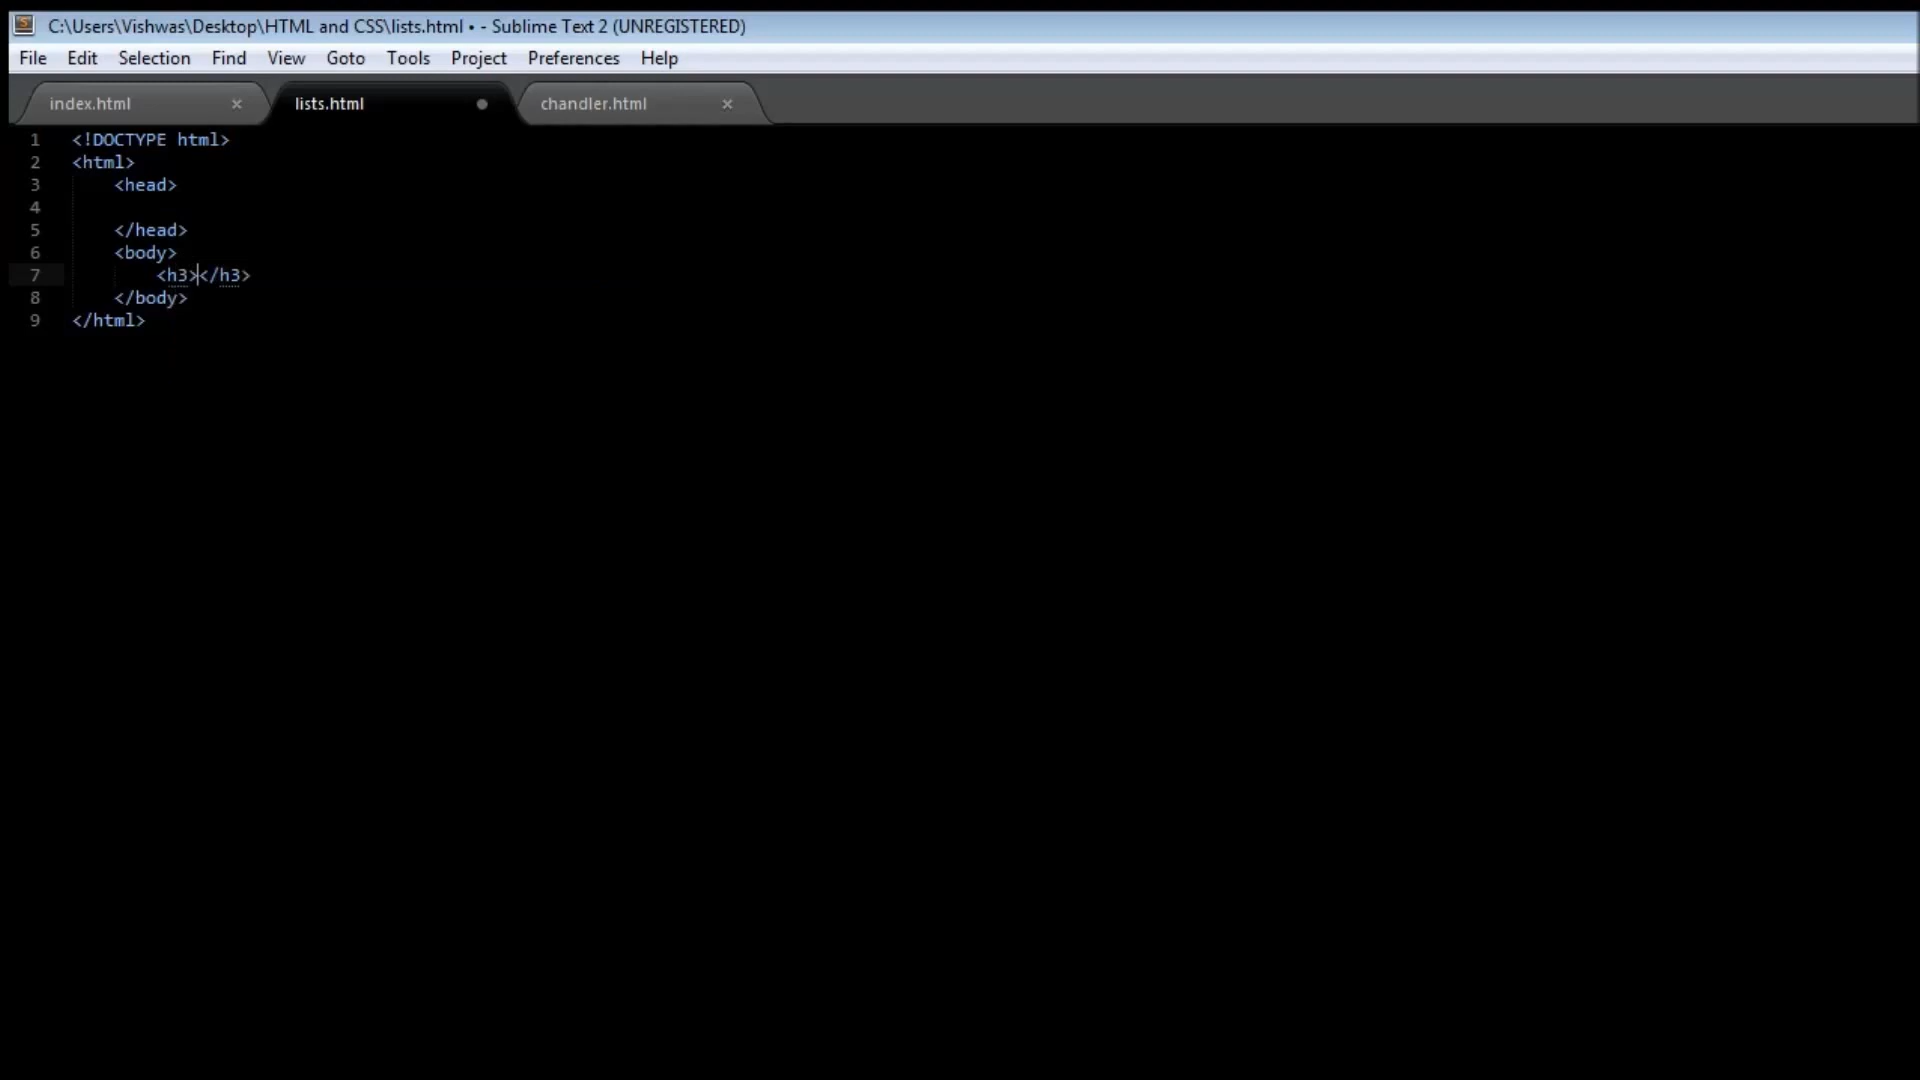 C:\Users\Vishwas\Desktop\HTML and CSS\lists.html • - Sublime Text 2 (UNREGISTERED)
File Edit Selection Find View Goto Tools Project Preferences Help
index.html × lists.html chandler.html ×
1 <!DOCTYPE html>
2 <html>
3 <head>
4
5 </head>
6 <body>
7 <h3></h3>
8 </body>
9 </html>